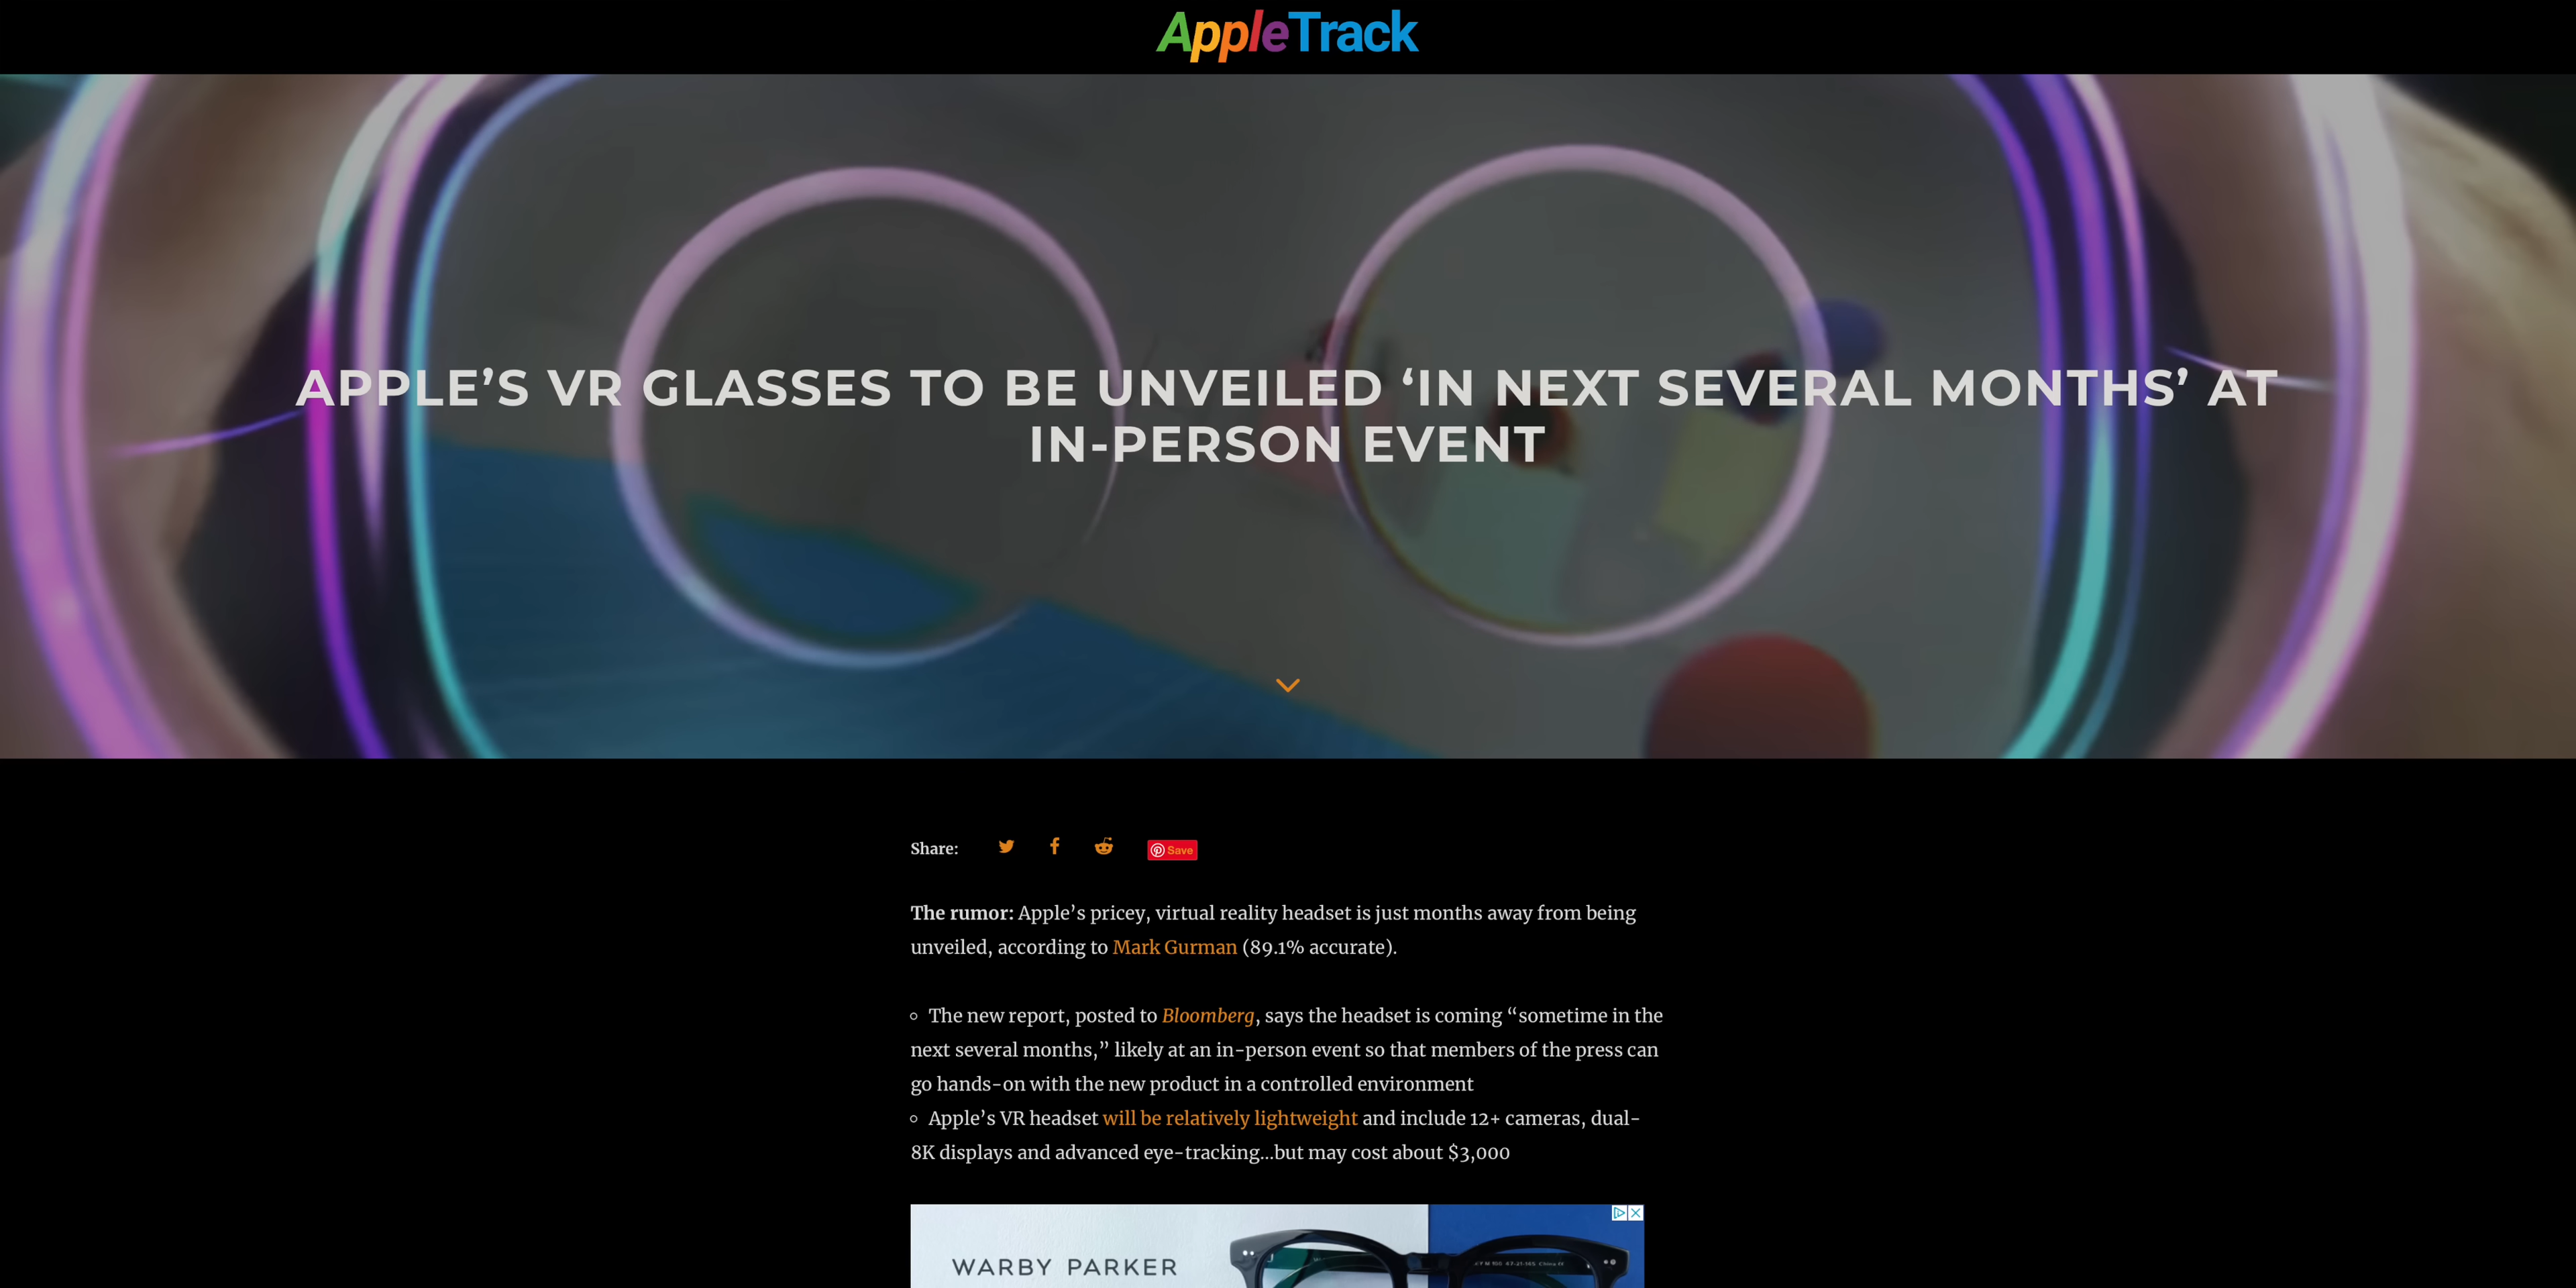 AppleTrack
APPLE’S VR GLASSES TO BE UNVEILED ‘IN NEXT SEVERAL MONTHS’ AT
IN-PERSON EVENT
Share:
Save
The rumor: Apple’s pricey, virtual reality headset is just months away from being
unveiled, according to Mark Gurman (89.1% accurate).
The new report, posted to Bloomberg, says the headset is coming “sometime in the
next several months,” likely at an in-person event so that members of the press can
go hands-on with the new product in a controlled environment
Apple’s VR headset will be relatively lightweight and include 12+ cameras, dual-
8K displays and advanced eye-tracking...but may cost about $3,000
WARBY PARKER